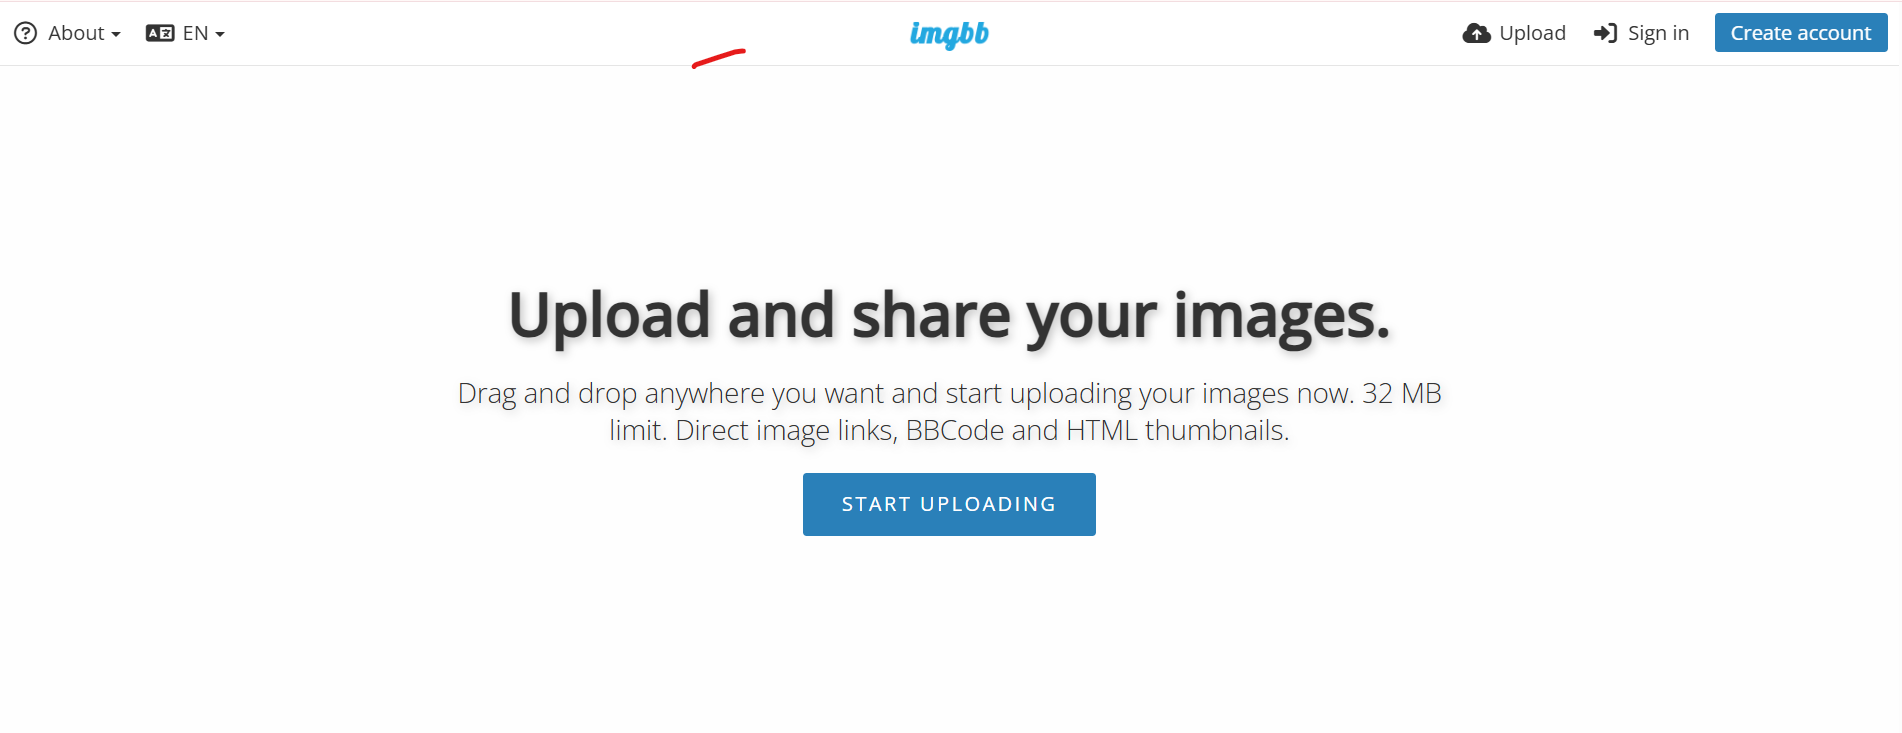 About
EN
imgbb
Upload
Sign in
Create account
Upload and share your images.
Drag and drop anywhere you want and start uploading your images now. 32 MB
limit. Direct image links, BBCode and HTML thumbnails.
START UPLOADING